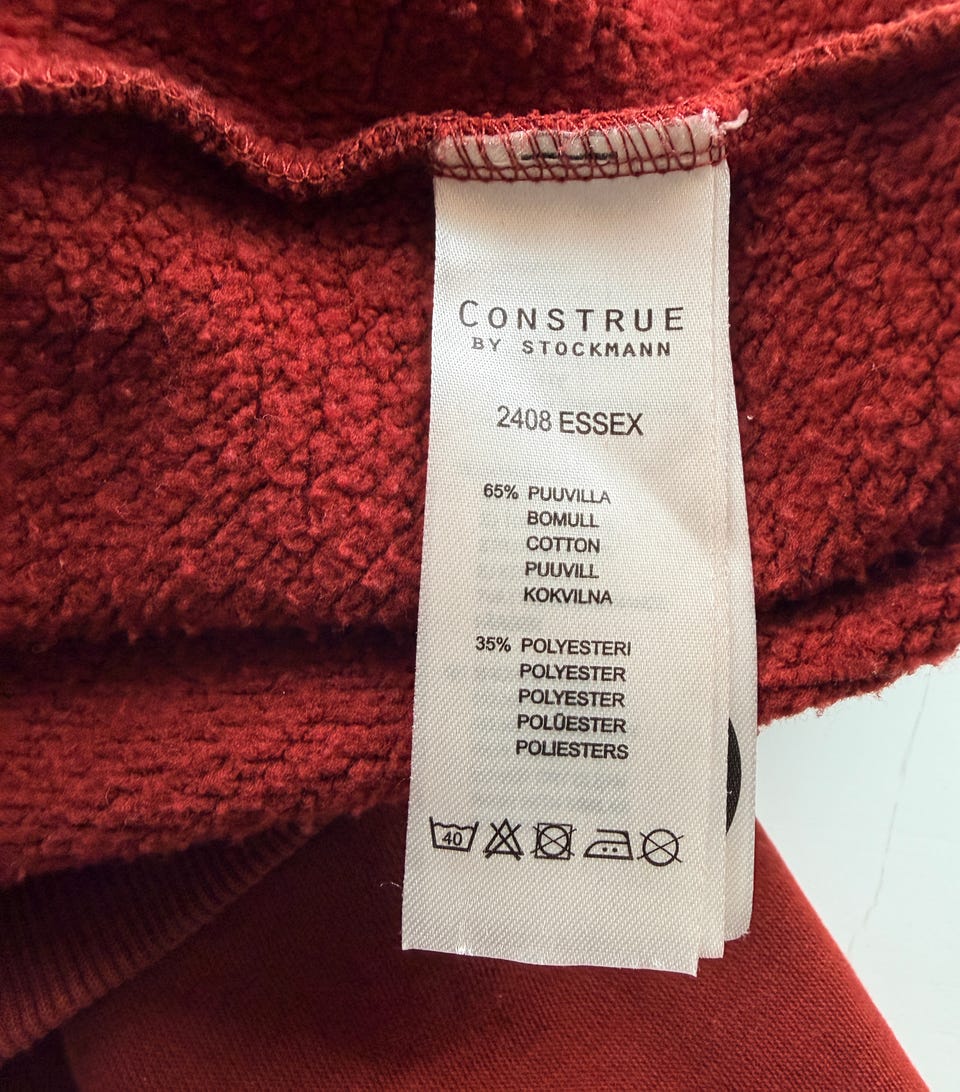 CONSTRUE
BY STOCKMANN
2408 ESSEX
65% PUUVILLA
BOMULL
COTTON
PUUVILL
KOKVILNA
35% POLYESTERI
POLYESTER
POLYESTER
POLÜESTER
POLIESTERS
40